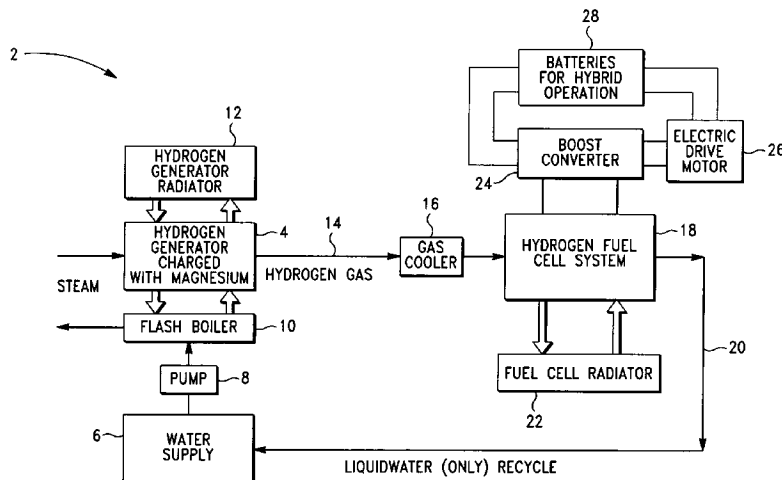 28
2
BATTERIES
FOR HYBRID
OPERATION
12
BOOST
CONVERTER
ELECTRIC
DRIVE
MOTOR
26
24
HYDROGEN
GENERATOR
RADIATOR
16
18
4
14
HYDROGEN
GENERATOR
CHARGED
WITH MAGNESIUM
GAS
COOLER
HYDROGEN FUEL
CELL SYSTEM
STEAM
HYDROGEN GAS
FLASH BOILER
10
20
PUMP
8
FUEL CELL RADIATOR
22
6
WATER
SUPPLY
LIQUIDWATER (ONLY) RECYCLE